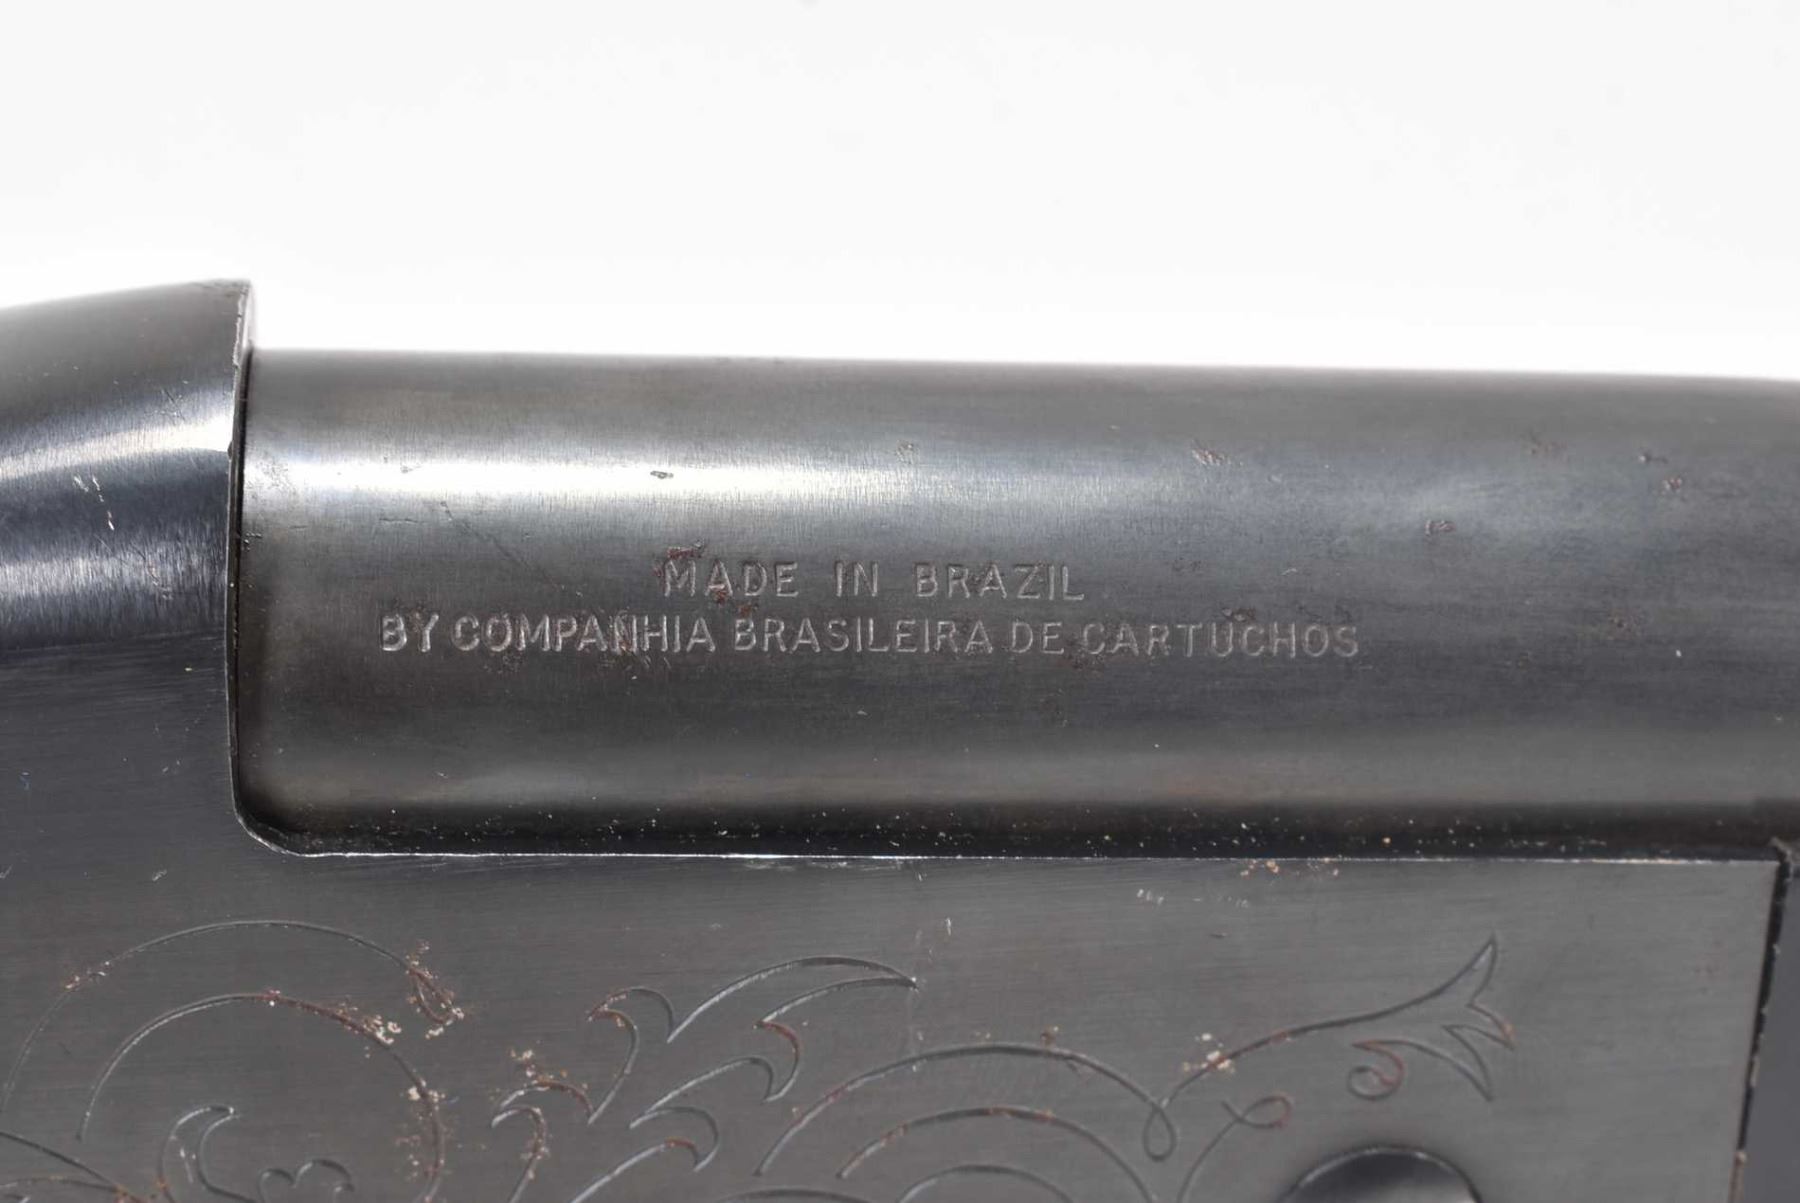 MADE IN BRAZIL
BY COMPANHIA BRASILEIRA DE CARTUCHOS